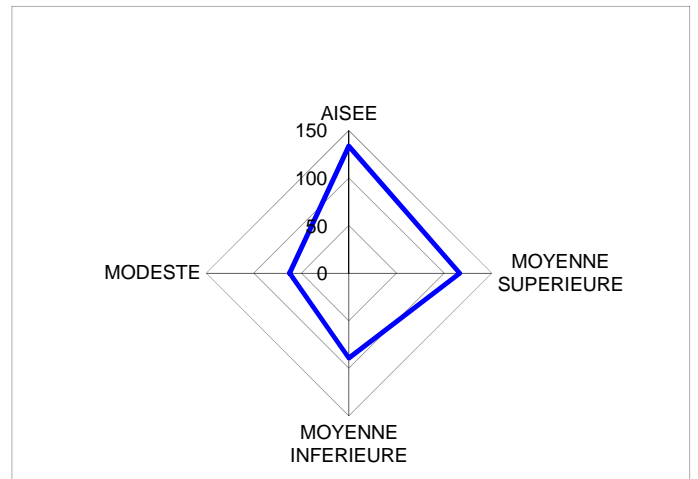 AISEE
150
100
50
0
MODESTE
MOYENNE
SUPERIEURE
MOYENNE
INFERIEURE